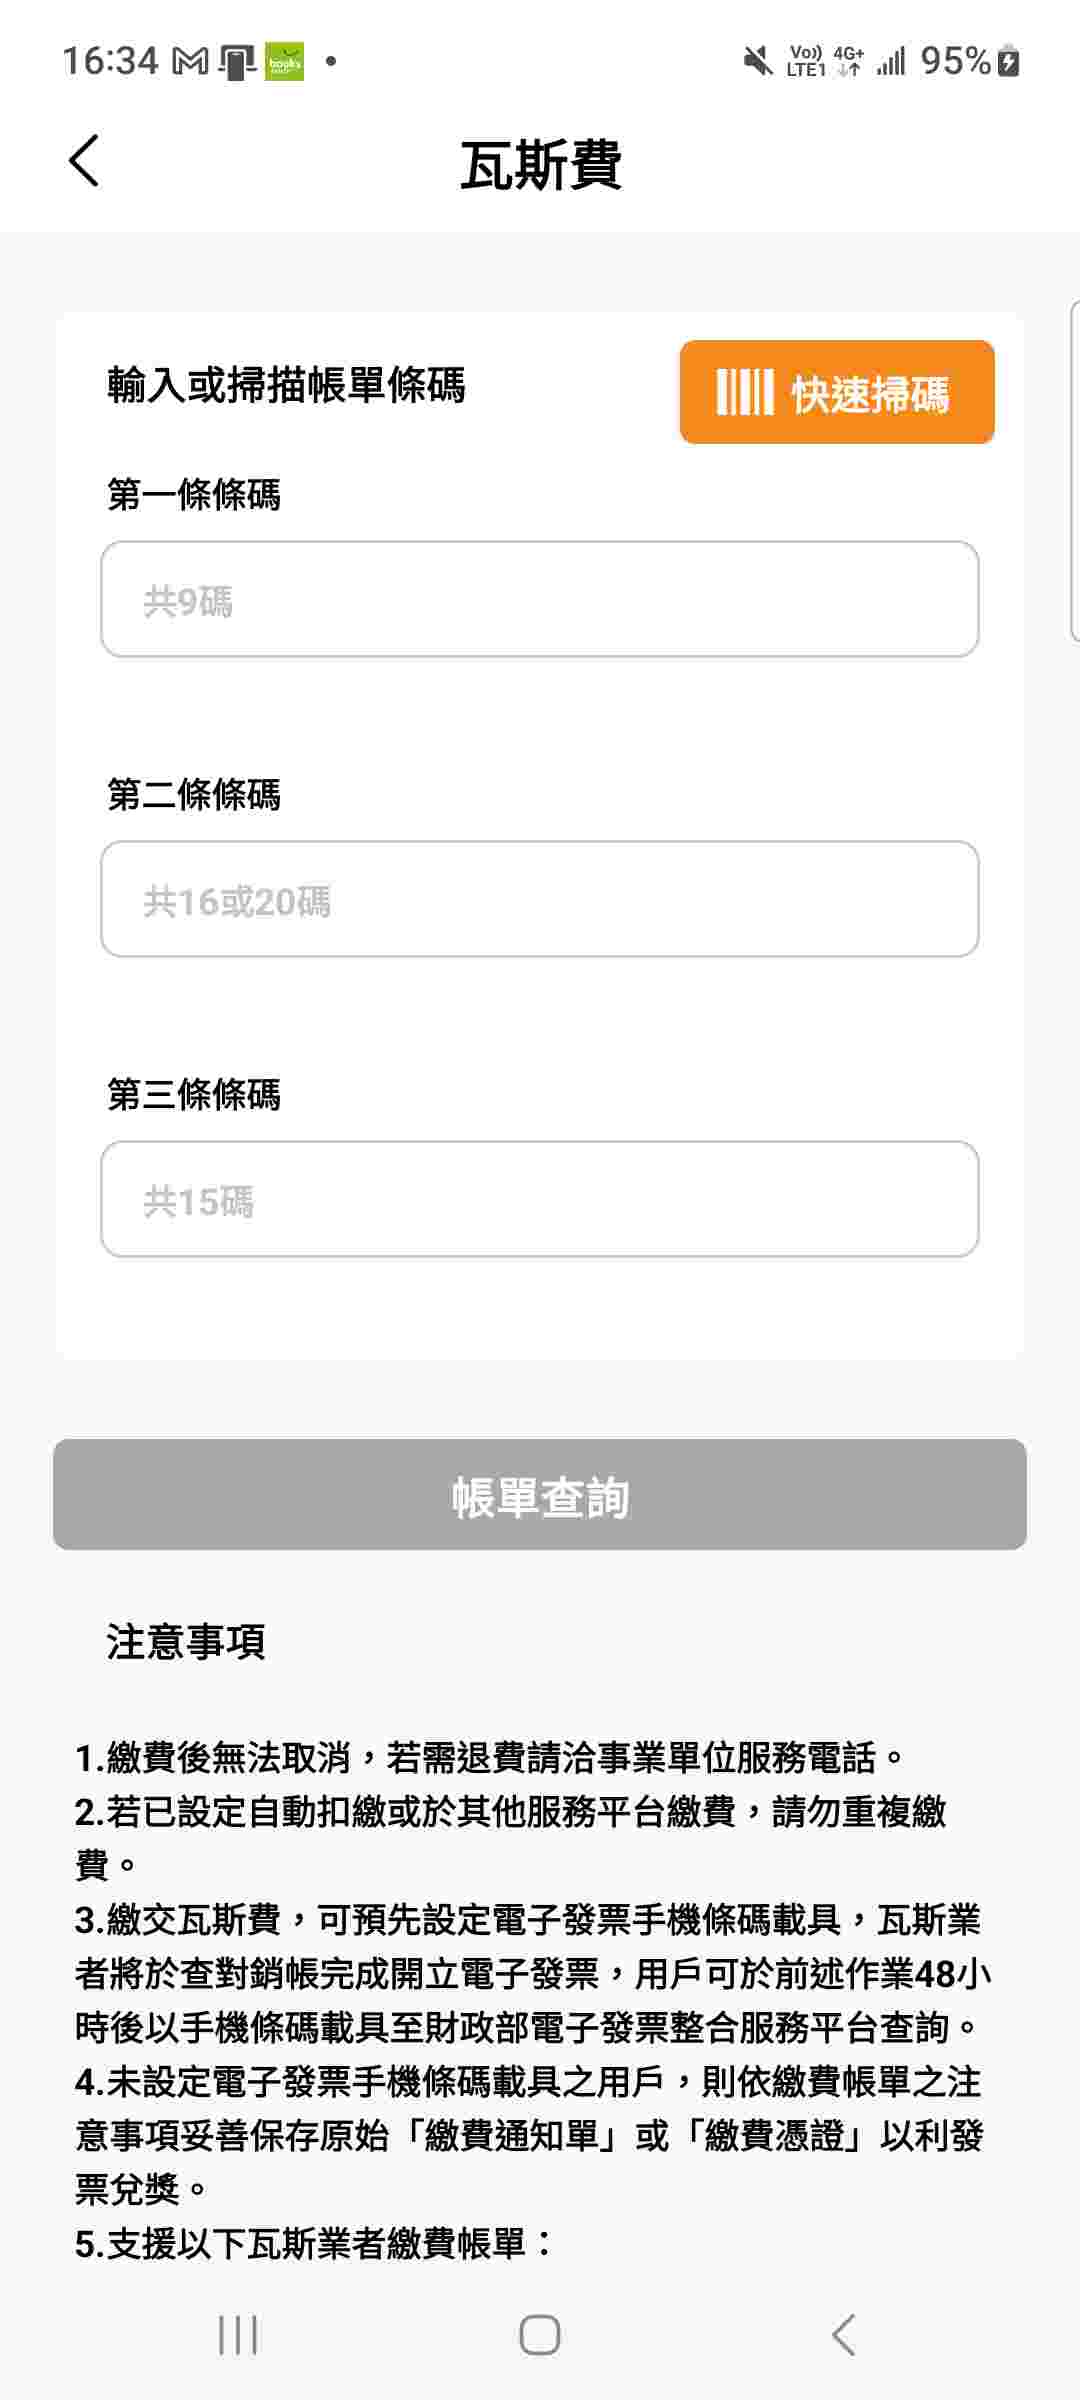 16:34
books
Vo)) 4G+
LTE1
95%
瓦斯費
輸入或掃描帳單條碼
快速掃碼
第一條條碼
共9碼
第二條條碼
共16或20碼
第三條條碼
共15碼
帳單查詢
注意事項
1.繳費後無法取消，若需退費請洽事業單位服務電話。
2.若已設定自動扣繳或於其他服務平台繳費，請勿重複繳
費。
3.繳交瓦斯費，可預先設定電子發票手機條碼載具，瓦斯業
者將於查對銷帳完成開立電子發票，用戶可於前述作業48小
時後以手機條碼載具至財政部電子發票整合服務平台查詢。
4.未設定電子發票手機條碼載具之用戶，則依繳費帳單之注
意事項妥善保存原始「繳費通知單」或「繳費憑證」以利發
票兌獎。
5.支援以下瓦斯業者繳費帳單：